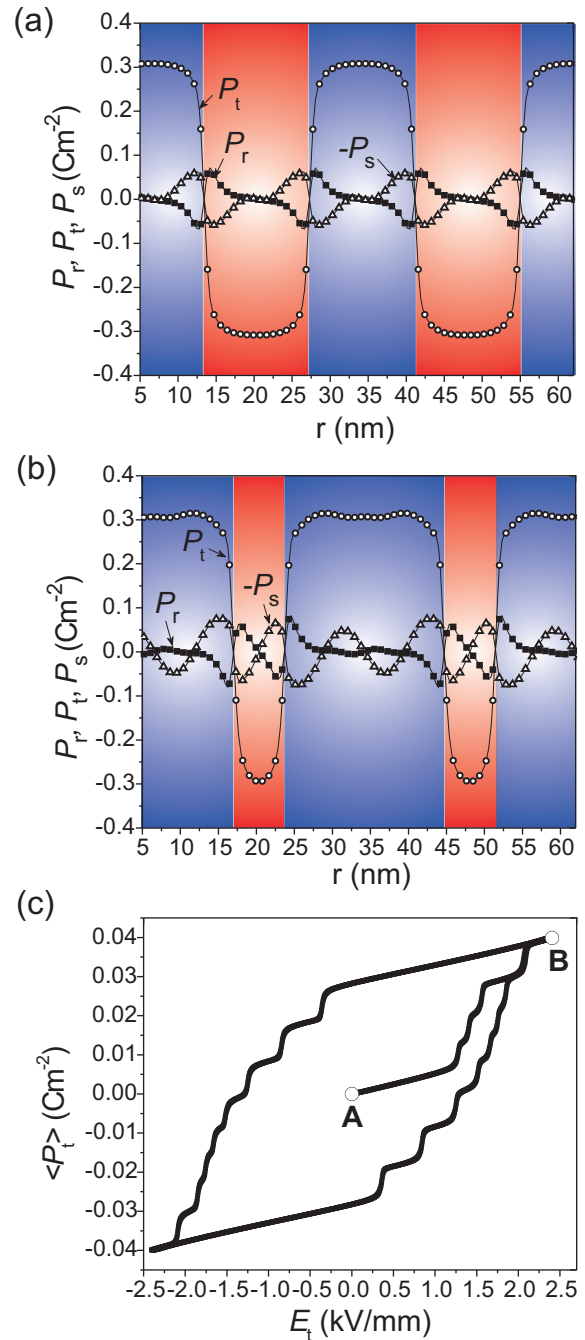 (a)
0.4
0.3
0.2
0.1
0.0
-0.1
-0.2
-0.3
-0.4
Pr, Pt, Ps (Cm-2)
Pt
Pr
-Ps
5 10 15 20 25 30 35 40 45 50 55 60
r (nm)
(b)
0.4
0.3
0.2
0.1
0.0
-0.1
-0.2
-0.3
-0.4
Pr, Pt, Ps (Cm-2)
Pt
Pr
-Ps
5 10 15 20 25 30 35 40 45 50 55 60
r (nm)
(c)
0.04
0.03
0.02
0.01
0.00
-0.01
-0.02
-0.03
-0.04
<Pt> (Cm-2)
B
A
-2.5 -2.0 -1.5 -1.0 -0.5 0.0 0.5 1.0 1.5 2.0 2.5
Et (kV/mm)